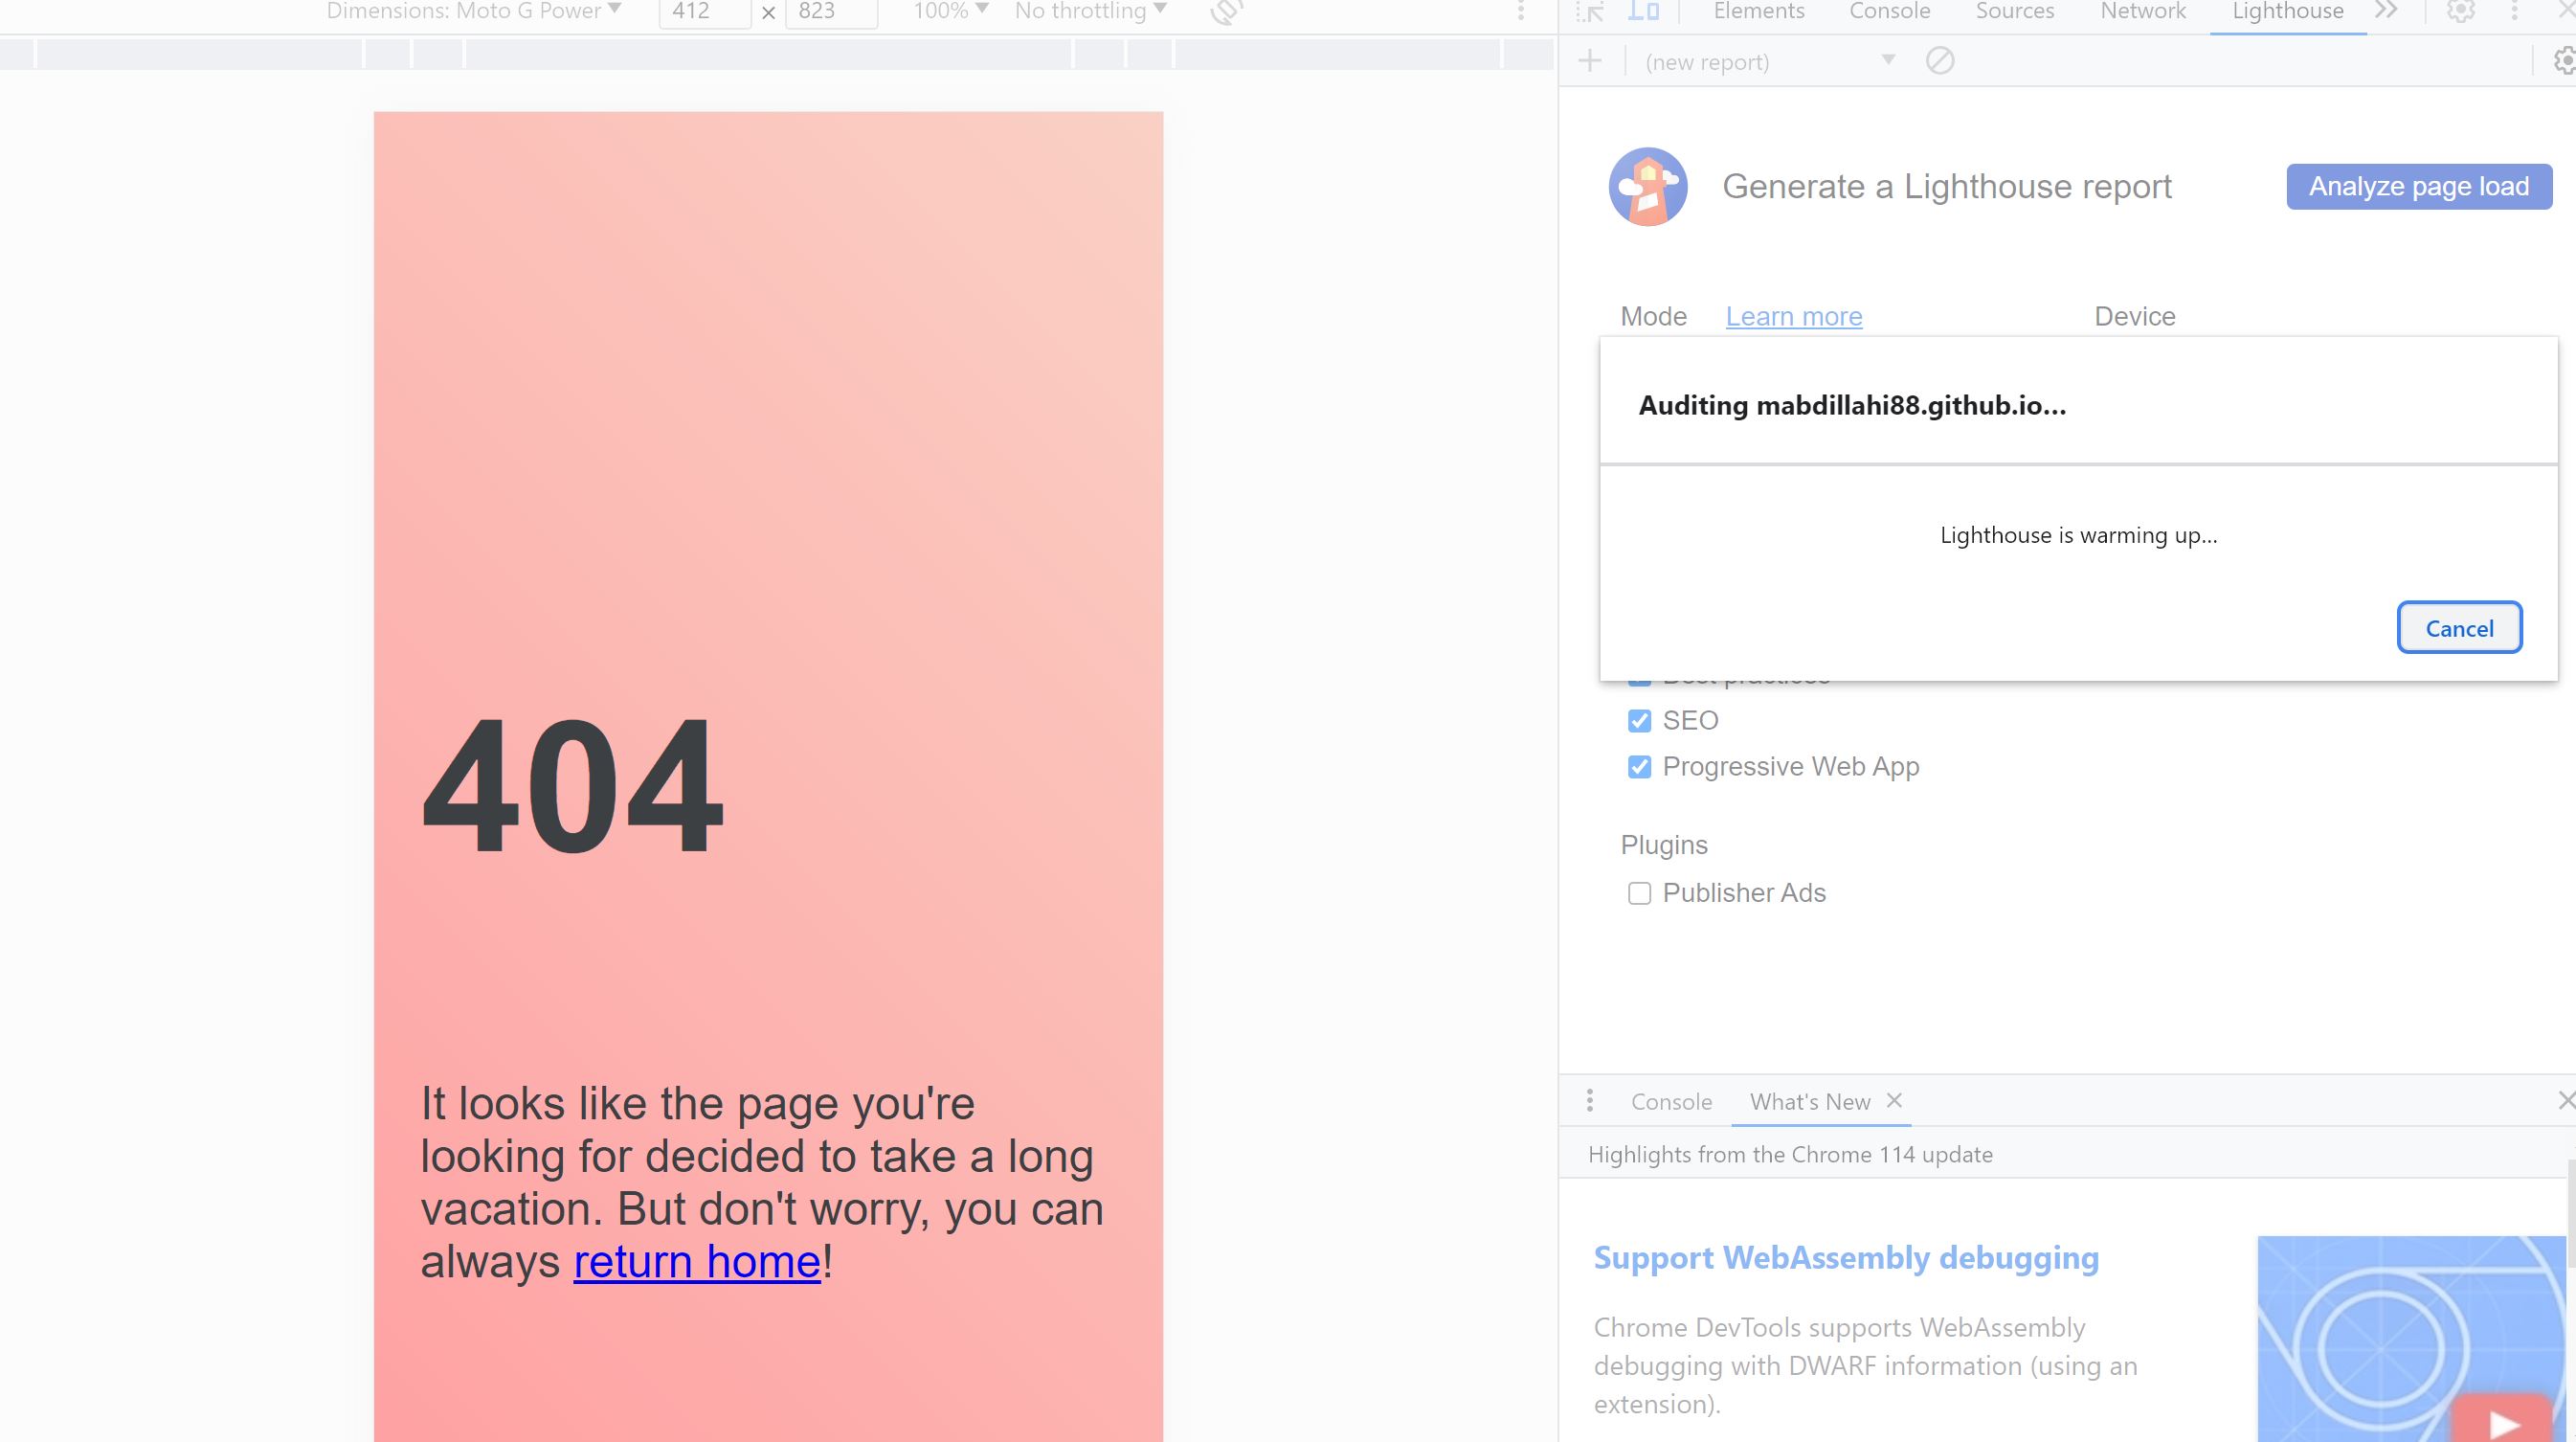 Dimensions: Moto G Power
412
×
823
100%
No throttling
Elements
Console
Sources
Network
Lighthouse
(new report)
Generate a Lighthouse report
Analyze page load
Mode
Learn more
Device
Auditing mabdillahi88.github.io...
Lighthouse is warming up...
Cancel
Best practices
SEO
Progressive Web App
Plugins
Publisher Ads
404
It looks like the page you're
looking for decided to take a long
vacation. But don't worry, you can
always return home!
Console
What's New
Highlights from the Chrome 114 update
Support WebAssembly debugging
Chrome DevTools supports WebAssembly
debugging with DWARF information (using an
extension).